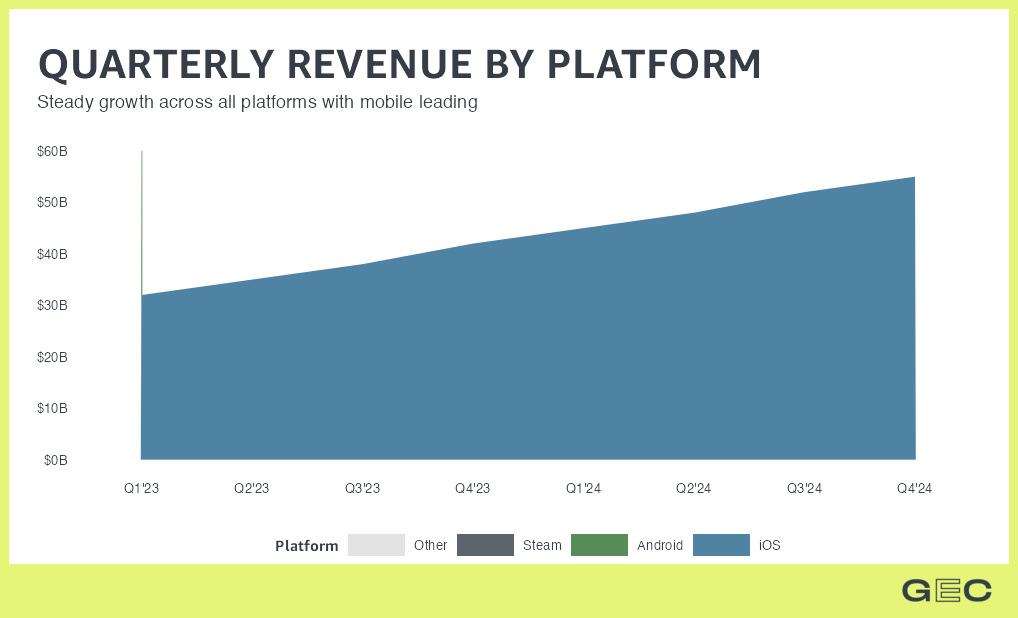 QUARTERLY REVENUE BY PLATFORM
Steady growth across all platforms with mobile leading
$60B
$50B
$40B
$30B
$20B
$10B
$0B
Q1'23 Q2'23 Q3'23 Q4'23 Q1'24 Q2'24 Q3'24 Q4'24
Platform Other Steam Android iOS
GEC